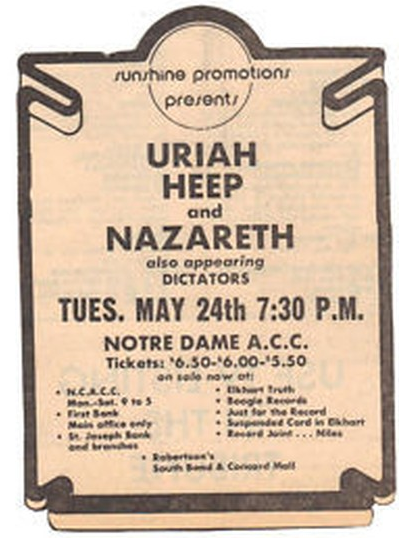 sunshine promotions
presents
URIAH
HEEP
and
NAZARETH
also appearing
DICTATORS
TUES. MAY 24th 7:30 P.M.
NOTRE DAME A.C.C.
Tickets: $6.50-$6.00-$5.50
on sale now at:
• N.C.A.C.C.
Mon.-Sat. 9 to 5
• First Bank
Main office only
• St. Joseph Bank
and branches
• Elkhart Truth
• Boogie Records
• Just for the Record
• Suspended Card in Elkhart
• Record Joint . . . Niles
• Robertson's
South Bend & Concord Mall